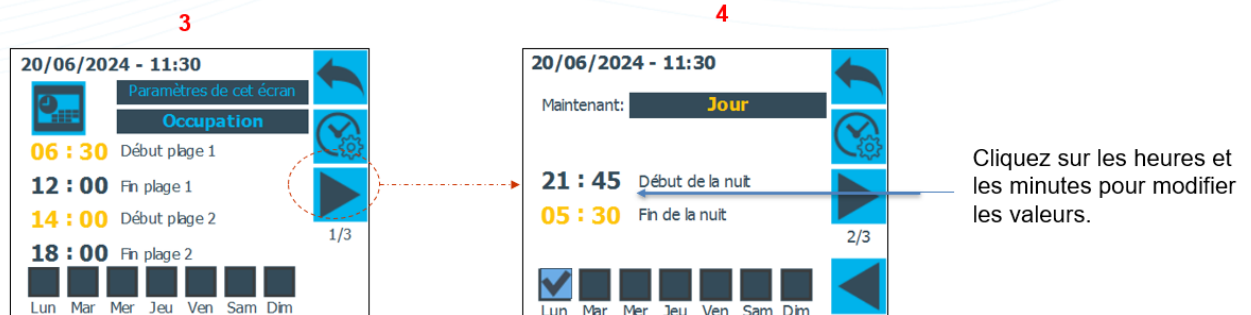 3
20/06/2024 - 11:30
Paramètres de cet écran
Occupation
06 : 30 Début plage 1
12 : 00 Fin plage 1
14 : 00 Début plage 2
18 : 00 Fin plage 2
1/3
Lun Mar Mer Jeu Ven Sam Dim
4
20/06/2024 - 11:30
Maintenant: Jour
21 : 45 Début de la nuit
05 : 30 Fin de la nuit
2/3
Lun Mar Mer Jeu Ven Sam Dim
Cliquez sur les heures et
les minutes pour modifier
les valeurs.